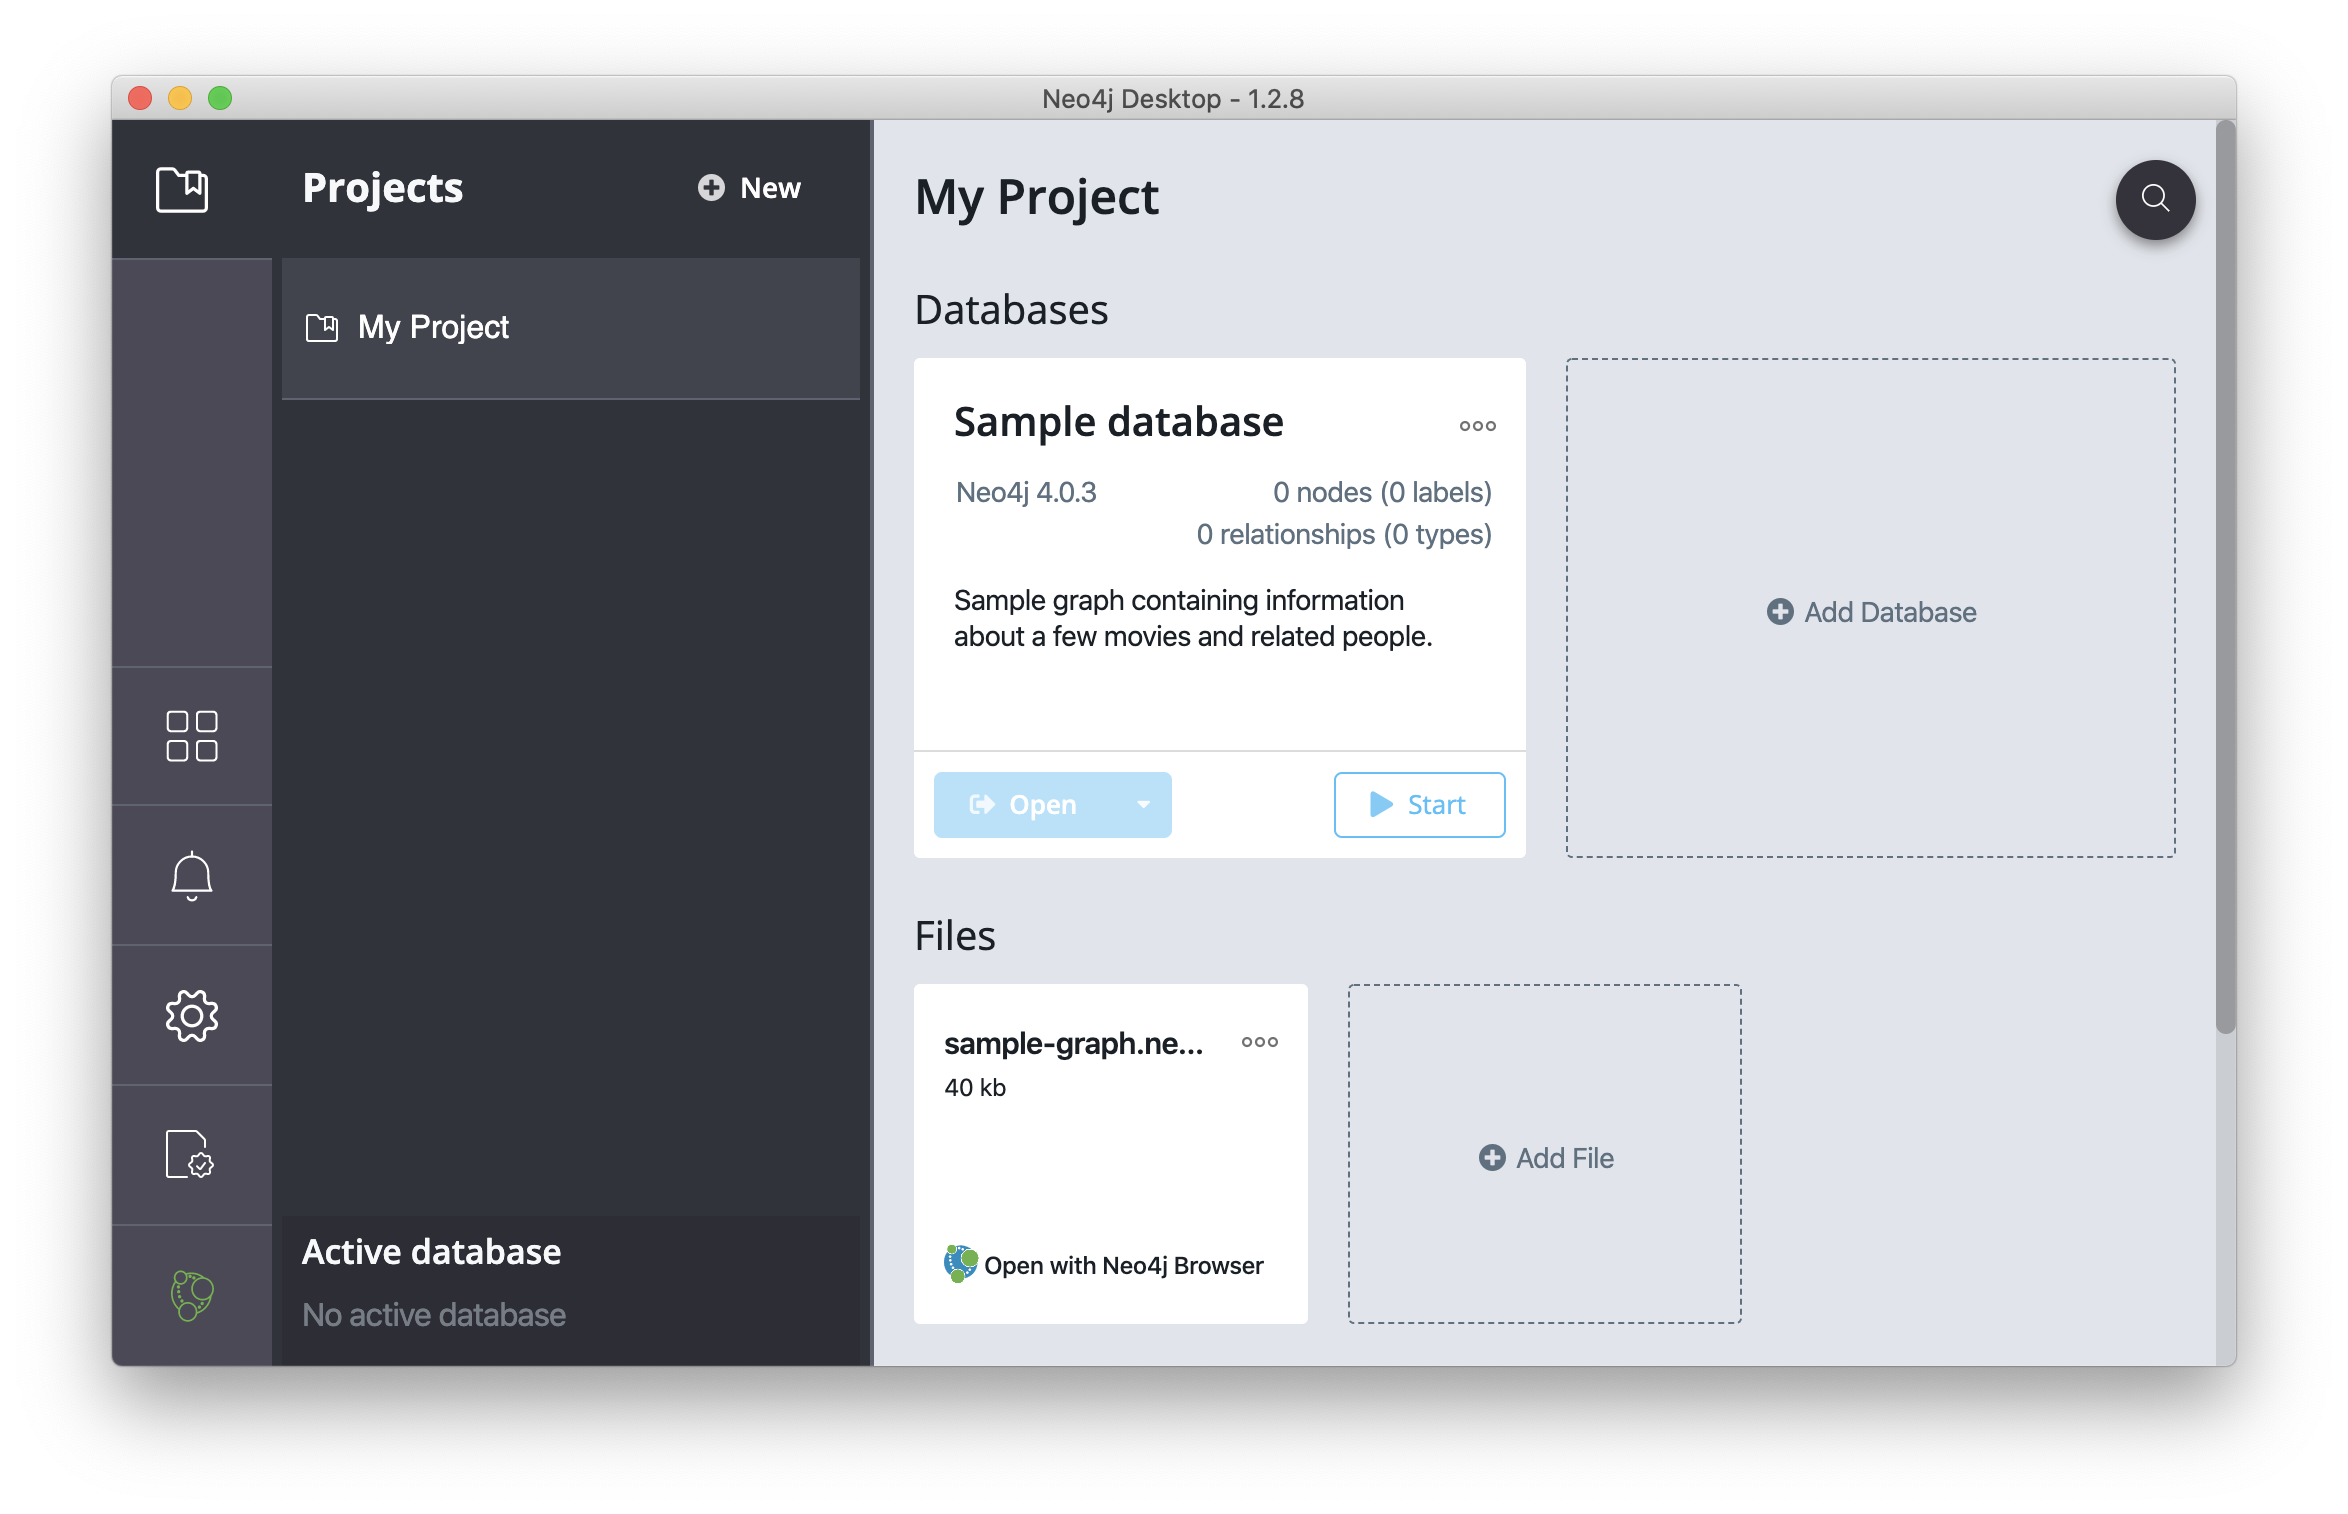 Neo4j Desktop - 1.2.8
Projects
New
My Project
Active database
No active database
My Project
Databases
Sample database
Neo4j 4.0.3
0 nodes (0 labels)
0 relationships (0 types)
Sample graph containing information
about a few movies and related people.
Open
Start
Add Database
Files
sample-graph.ne...
40 kb
Open with Neo4j Browser
Add File